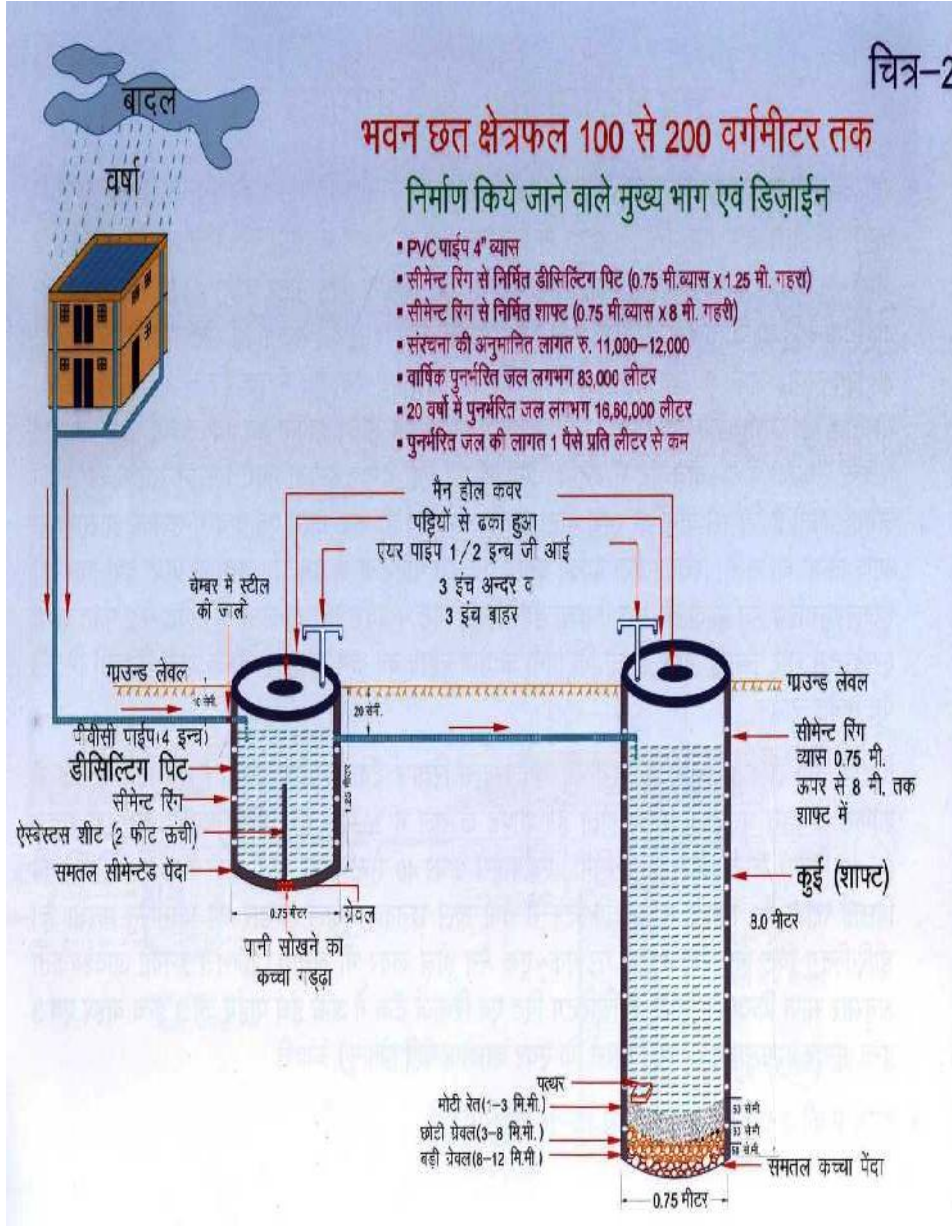 चित्र–2
बादल
वर्षा
भवन छत क्षेत्रफल 100 से 200 वर्गमीटर तक
निर्माण किये जाने वाले मुख्य भाग एवं डिज़ाईन
▪ PVC पाईप 4" व्यास
▪ सीमेन्ट रिंग से निर्मित डीसिल्टिग पिट (0.75 मी.व्यास x 1.25 मी. गहरा)
▪ सीमेन्ट रिंग से निर्मित शाफ्ट (0.75 मी.व्यास x 8 मी. गहरी)
▪ संरचना की अनुमानित लागत रु. 11,000–12,000
▪ वार्षिक पुनर्भरित जल लगभग 83,000 लीटर
▪ 20 वर्षो में पुनर्भरित जल लगभग 16,60,000 लीटर
▪ पुनर्भरित जल की लागत 1 पैसे प्रति लीटर से कम
मैन होल कवर
पट्टियों से ढका हुआ
एयर पाईप 1/2 इन्च जी आई
3 इंच अन्दर व
3 इंच बाहर
चेम्बर में स्टील
की जाली
ग्राउन्ड लेवल
ग्राउन्ड लेवल
10 सेमी.
20 सेमी.
पीवीसी पाईप(4 इन्च)
डीसिल्टिग पिट
सीमेन्ट रिंग
ऐस्बेस्टस शीट (2 फीट ऊची)
समतल सीमेन्टेड पेंदा
0.75 मीटर
ग्रेवल
पानी सोखने का
कच्चा गड्ढ़ा
सीमेन्ट रिंग
व्यास 0.75 मी.
ऊपर से 8 मी. तक
शाफ्ट में
कुई (शाफ्ट)
8.0 मीटर
पत्थर
मोटी रेत(1–3 मि.मी.)
छोटी ग्रेवल(3–8 मि.मी.)
बड़ी ग्रेवल(8–12 मि.मी.)
समतल कच्चा पेंदा
0.75 मीटर